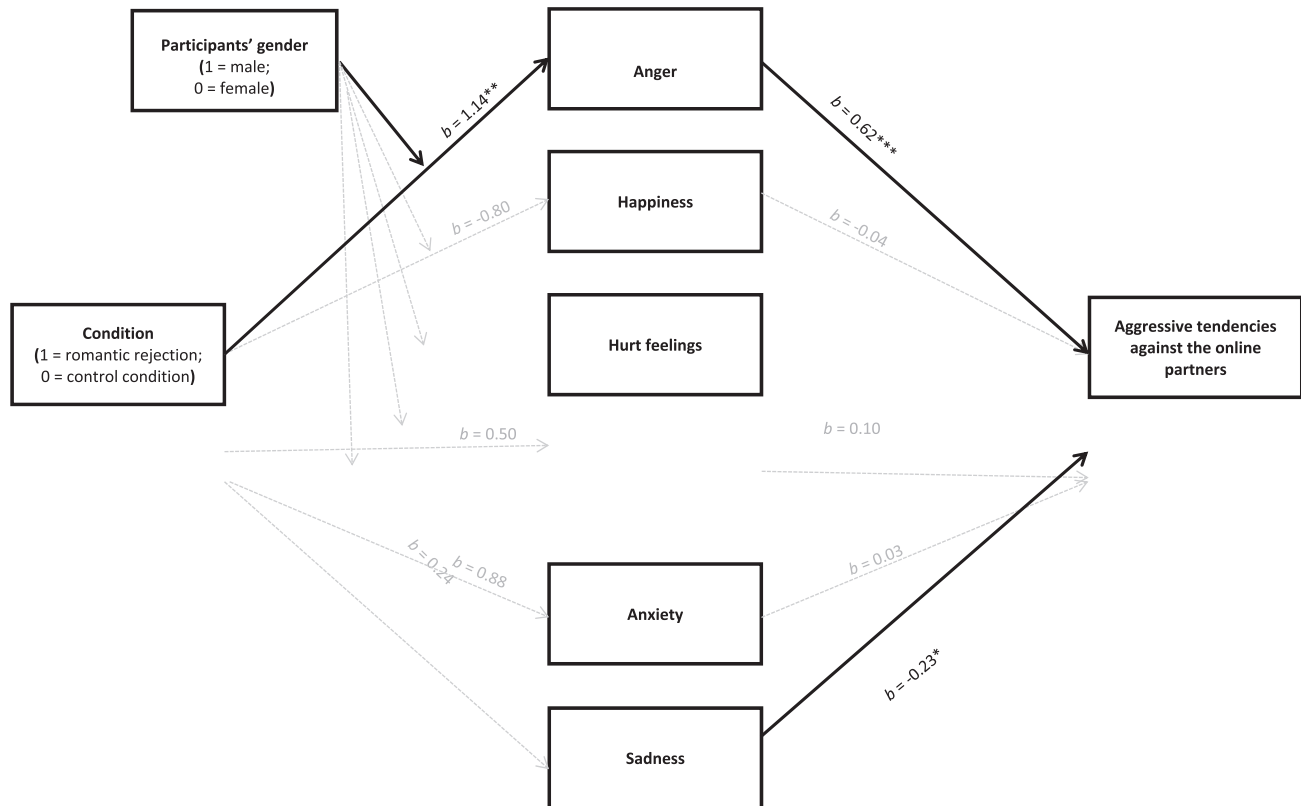 Participants’ gender
(1 = male;
0 = female)
Anger
b = 1.14**
b = 0.62***
Happiness
b = -0.80
b = -0.04
Condition
(1 = romantic rejection;
0 = control condition)
Hurt feelings
Aggressive tendencies
against the online
partners
b = 0.50
b = 0.10
b = 0.24
b = 0.88
b = 0.03
Anxiety
b = -0.23*
Sadness